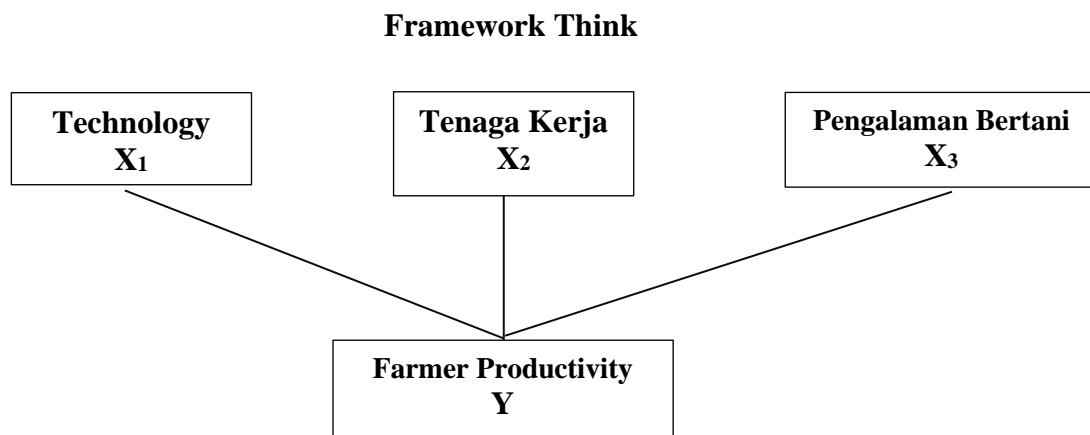 Framework Think
Technology
X1
Tenaga Kerja
X2
Pengalaman Bertani
X3
Farmer Productivity
Y